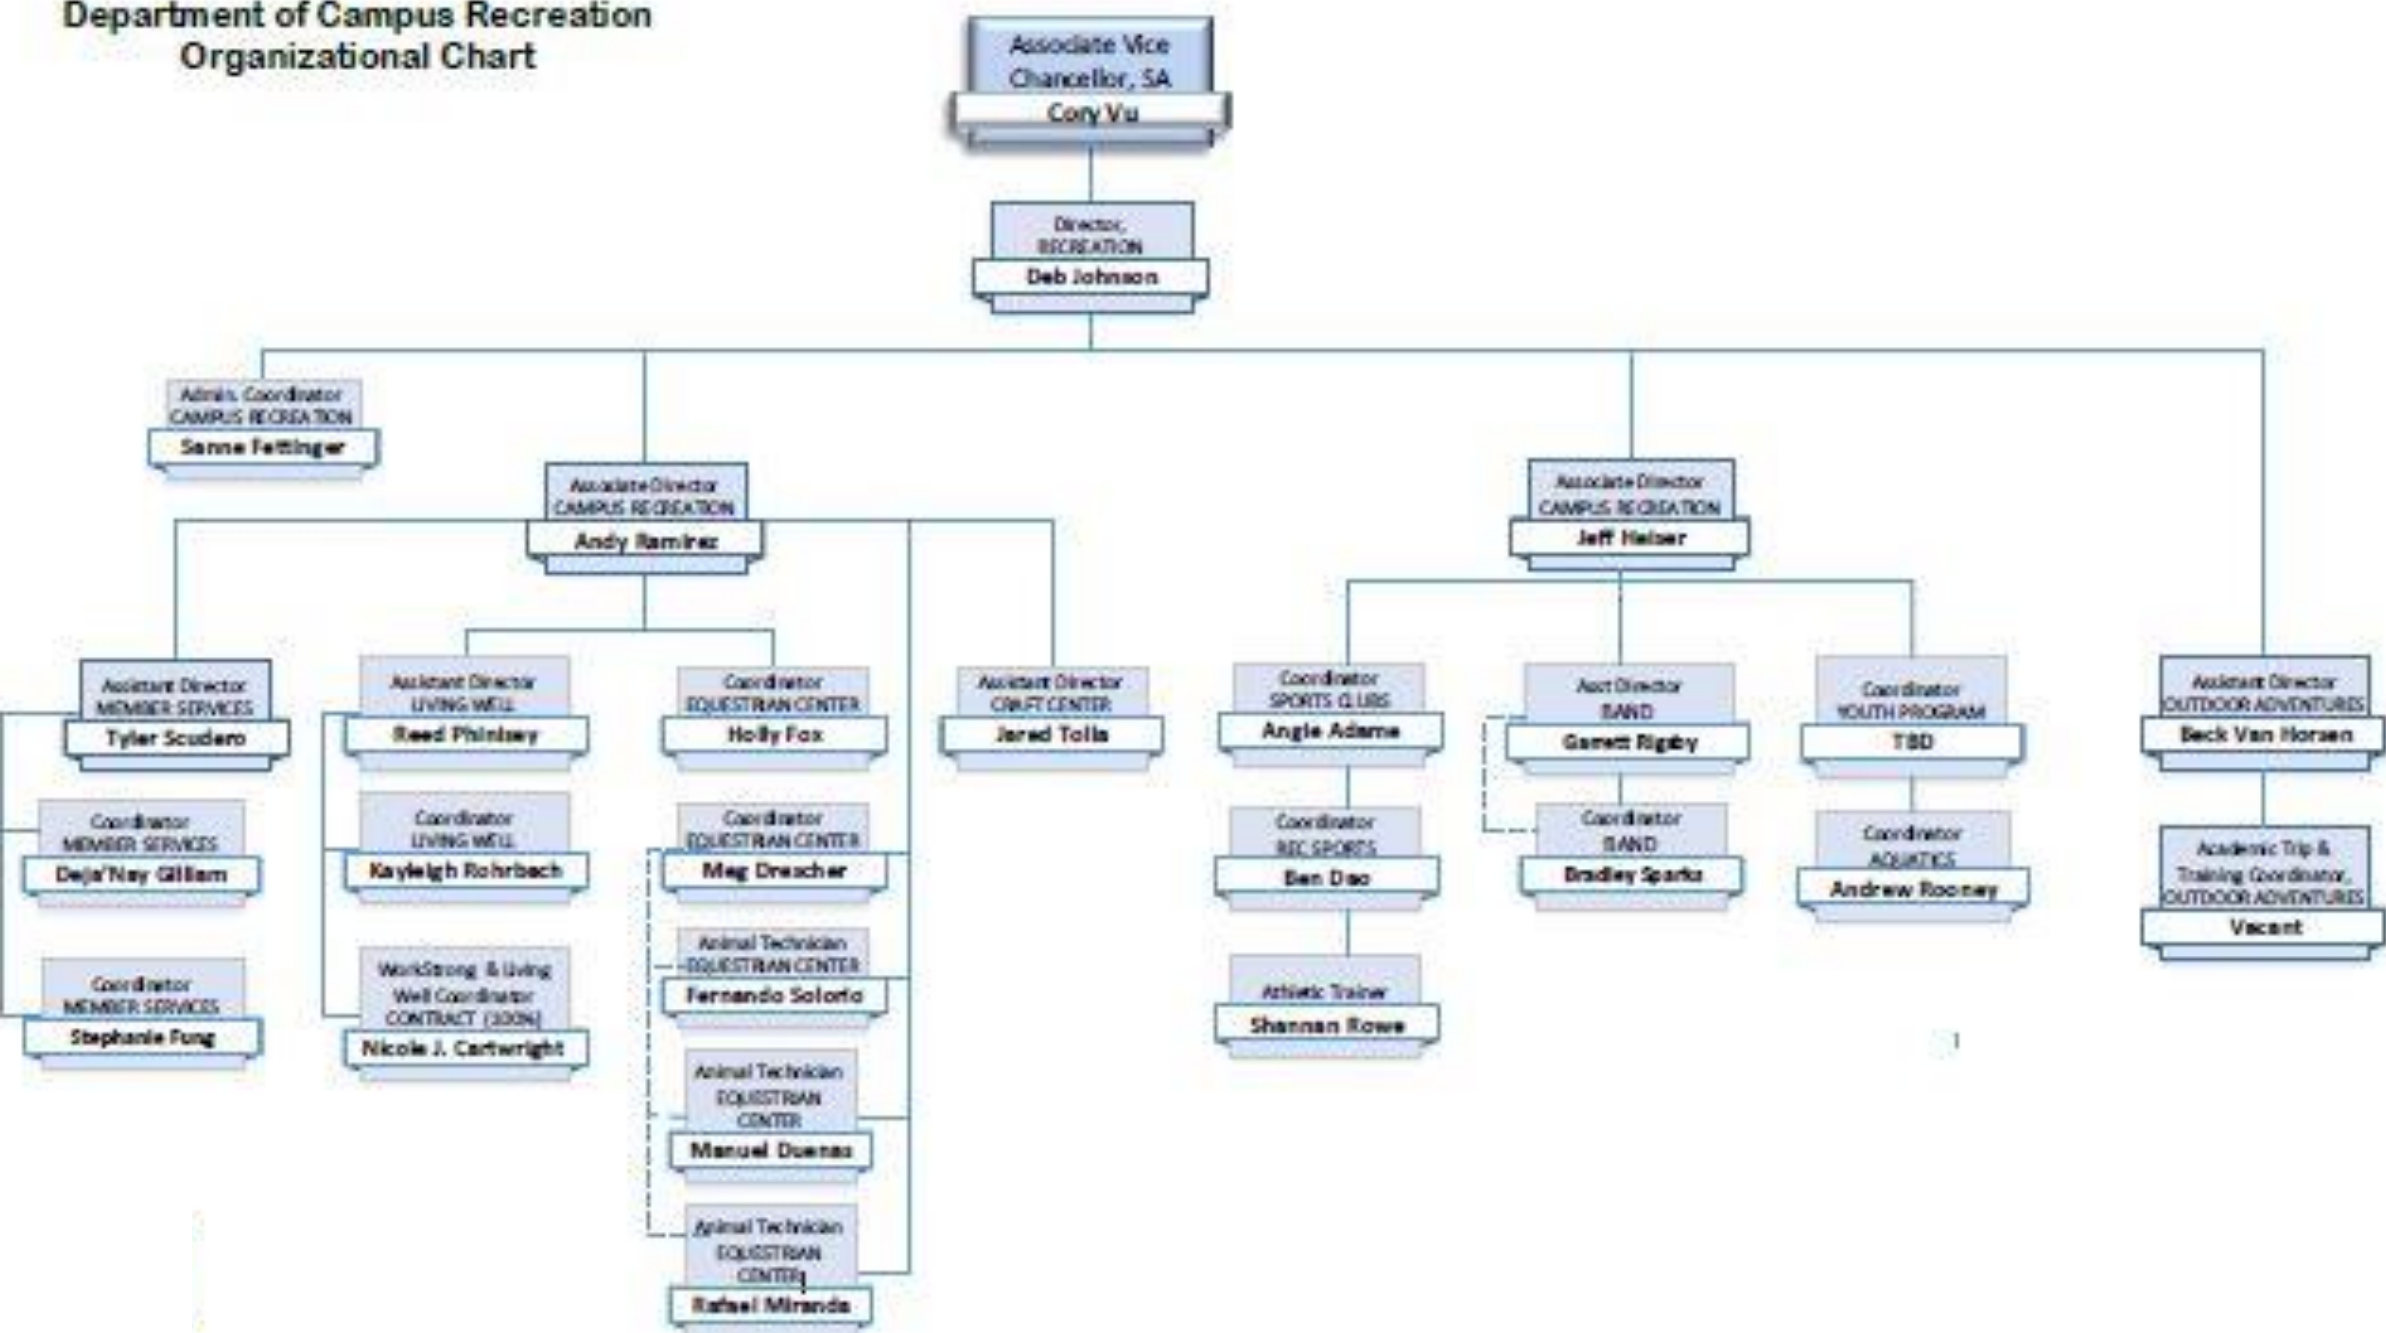 Department of Campus Recreation
Organizational Chart
Associate Vice
Chancellor, SA
Cory Vu
Director,
RECREATION
Deb Johnson
Admin. Coordinator
CAMPUS RECREATION
Sanne Fettinger
Associate Director
CAMPUS RECREATION
Andy Ramirez
Associate Director
CAMPUS RECREATION
Jeff Heiser
Assistant Director
MEMBER SERVICES
Tyler Scudero
Assistant Director
LIVING WELL
Reed Phinisey
Coordinator
EQUESTRIAN CENTER
Holly Fox
Assistant Director
CRAFT CENTER
Jared Tolla
Coordinator
SPORTS CLUBS
Angie Adame
Asst Director
BAND
Garrett Rigsby
Coordinator
YOUTH PROGRAM
TBD
Assistant Director
OUTDOOR ADVENTURES
Beck Van Horsen
Coordinator
MEMBER SERVICES
Deja'Nay Gilliam
Coordinator
LIVING WELL
Kayleigh Rohrbach
Coordinator
EQUESTRIAN CENTER
Meg Drescher
Coordinator
REC SPORTS
Ben Dao
Coordinator
BAND
Bradley Sparks
Coordinator
AQUATICS
Andrew Rooney
Academic Trip &
Training Coordinator,
OUTDOOR ADVENTURES
Vacant
Coordinator
MEMBER SERVICES
Stephanie Fung
WorkStrong & Living
Well Coordinator
CONTRACT (100%)
Nicole J. Cartwright
Animal Technician
EQUESTRIAN CENTER
Fernando Solorio
Athletic Trainer
Shannan Rowe
Animal Technician
EQUESTRIAN
CENTER
Manuel Duenas
Animal Technician
EQUESTRIAN
CENTER
Rafael Miranda